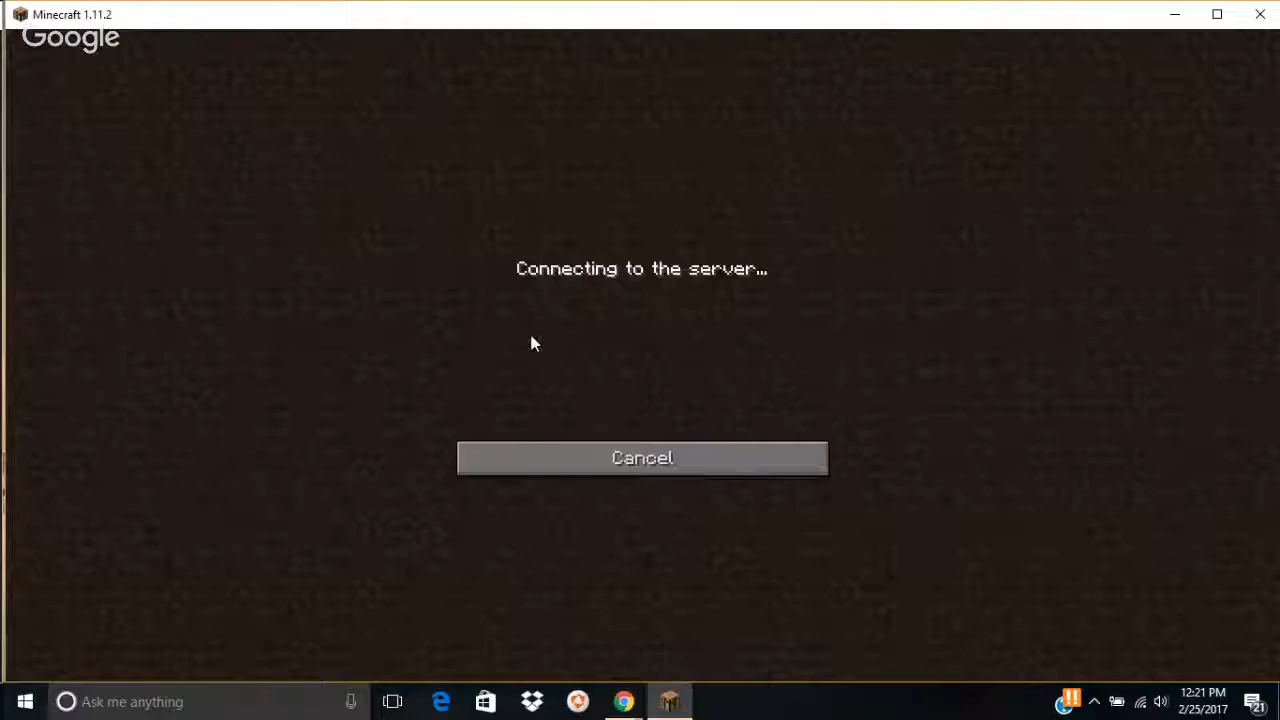 Minecraft 1.11.2
Google
Connecting to the server...
Cancel
Ask me anything
12:21 PM
2/25/2017
21